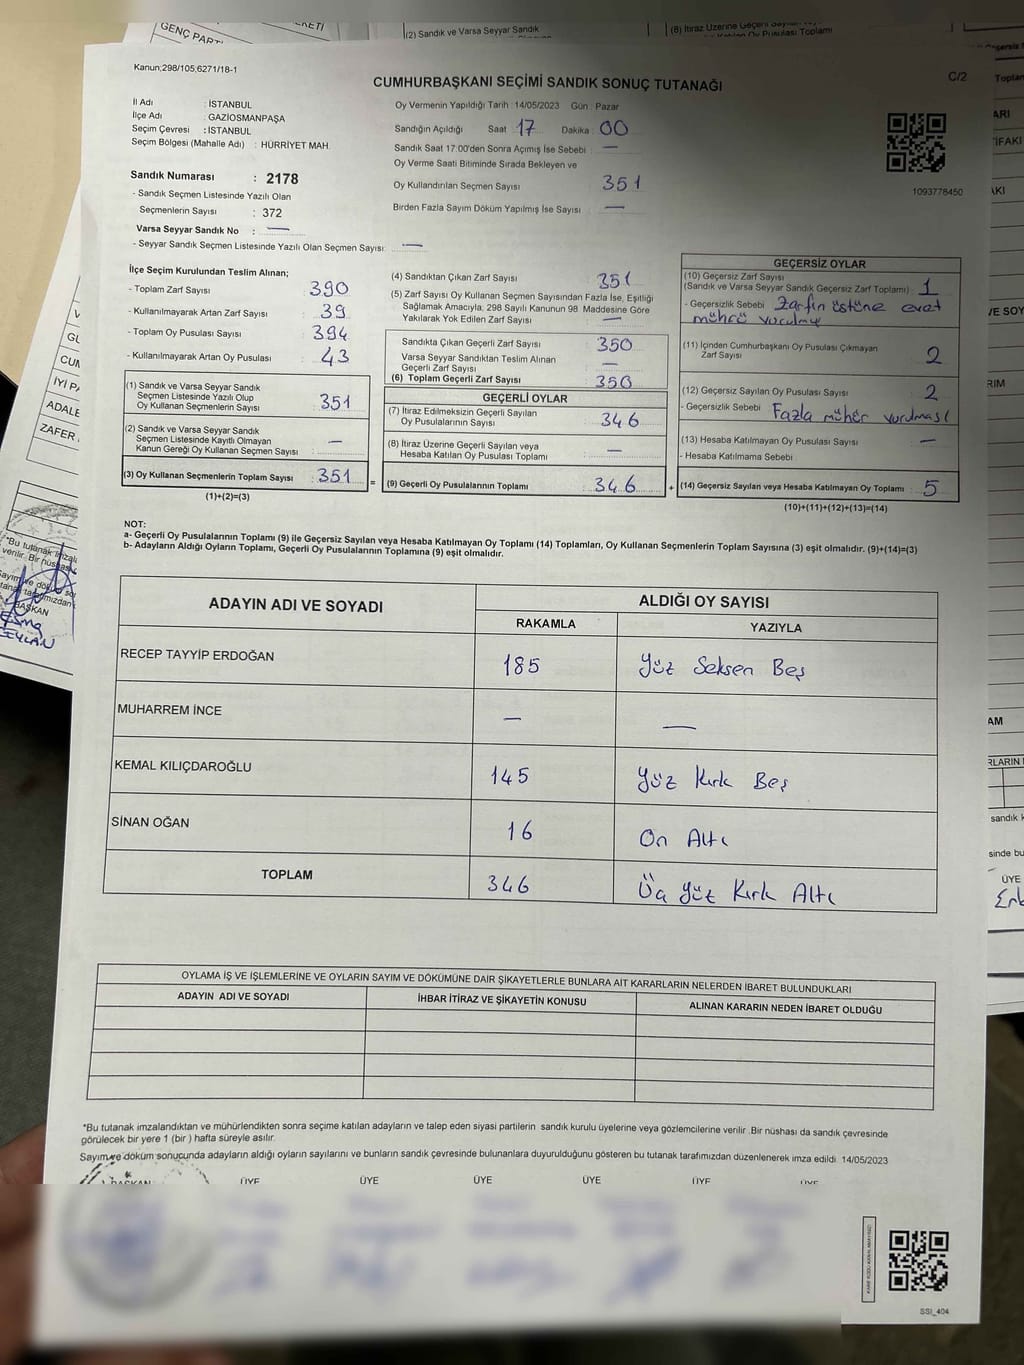 GENÇ PART
(2) Sandık ve Varsa Seyyar Sandık
Kanun;298/105,6271/18-1
CUMHURBAŞKANI SEÇİMİ SANDIK SONUÇ TUTANAĞI
C/2
İl Adı : İSTANBUL
İlçe Adı : GAZİOSMANPAŞA
Seçim Çevresi : İSTANBUL
Seçim Bölgesi (Mahalle Adı) : HÜRRİYET MAH.
Oy Vermenin Yapıldığı Tarih :14/05/2023 Gün : Pazar
Sandığın Açıldığı Saat : 17 Dakika : 00
Sandık Saat 17:00'den Sonra Açımış İse Sebebi : —
Oy Verme Saati Bitiminde Sırada Bekleyen ve
Oy Kullandırılan Seçmen Sayısı : 351
Birden Fazla Sayım Döküm Yapılmış İse Sayısı : —
1093778450
Sandık Numarası : 2178
- Sandık Seçmen Listesinde Yazılı Olan
Seçmenlerin Sayısı : 372
Varsa Seyyar Sandık No : —
- Seyyar Sandık Seçmen Listesinde Yazılı Olan Seçmen Sayısı: —
İlçe Seçim Kurulundan Teslim Alınan;
- Toplam Zarf Sayısı : 390
- Kullanılmayarak Artan Zarf Sayısı : 39
- Toplam Oy Pusulası Sayısı : 394
- Kullanılmayarak Artan Oy Pusulası : 43
(1) Sandık ve Varsa Seyyar Sandık
Seçmen Listesinde Yazılı Olup
Oy Kullanan Seçmenlerin Sayısı : 351
(2) Sandık ve Varsa Seyyar Sandık
Seçmen Listesinde Kayıtlı Olmayan
Kanun Gereği Oy Kullanan Seçmen Sayısı : —
(3) Oy Kullanan Seçmenlerin Toplam Sayısı : 351
(1)+(2)=(3)
(4) Sandıktan Çıkan Zarf Sayısı : 351
(5) Zarf Sayısı Oy Kullanan Seçmen Sayısından Fazla İse, Eşitliği
Sağlamak Amacıyla, 298 Sayılı Kanunun 98 Maddesine Göre
Yakılarak Yok Edilen Zarf Sayısı : —
Sandıkta Çıkan Geçerli Zarf Sayısı : 350
Varsa Seyyar Sandıktan Teslim Alınan
Geçerli Zarf Sayısı : —
(6) Toplam Geçerli Zarf Sayısı : 350
GEÇERLİ OYLAR
(7) İtiraz Edilmeksizin Geçerli Sayılan
Oy Pusulalarının Sayısı : 346
(8) İtiraz Üzerine Geçerli Sayılan veya
Hesaba Katılan Oy Pusulası Toplamı : —
= (9) Geçerli Oy Pusulalarının Toplamı : 346
GEÇERSİZ OYLAR
(10) Geçersiz Zarf Sayısı
(Sandık ve Varsa Seyyar Sandık Geçersiz Zarf Toplamı) : 1
- Geçersizlik Sebebi : Zarfın üstüne evet
mührü vurulmuş
(11) İçinden Cumhurbaşkanı Oy Pusulası Çıkmayan
Zarf Sayısı : 2
(12) Geçersiz Sayılan Oy Pusulası Sayısı : 2
- Geçersizlik Sebebi : Fazla mühür vurulması
(13) Hesaba Katılmayan Oy Pusulası Sayısı : —
- Hesaba Katılmama Sebebi
+ (14) Geçersiz Sayılan veya Hesaba Katılmayan Oy Toplamı : 5
(10)+(11)+(12)+(13)=(14)
NOT:
a- Geçerli Oy Pusulalarının Toplamı (9) ile Geçersiz Sayılan veya Hesaba Katılmayan Oy Toplamı (14) Toplamları, Oy Kullanan Seçmenlerin Toplam Sayısına (3) eşit olmalıdır. (9)+(14)=(3)
b- Adayların Aldığı Oyların Toplamı, Geçerli Oy Pusulalarının Toplamına (9) eşit olmalıdır.
ADAYIN ADI VE SOYADI
ALDIĞI OY SAYISI
RAKAMLA YAZIYLA
RECEP TAYYİP ERDOĞAN 185 Yüz Seksen Beş
MUHARREM İNCE — —
KEMAL KILIÇDAROĞLU 145 Yüz Kırk Beş
SİNAN OĞAN 16 On Altı
TOPLAM 346 Üç Yüz Kırk Altı
OYLAMA İŞ VE İŞLEMLERİNE VE OYLARIN SAYIM VE DÖKÜMÜNE DAİR ŞİKAYETLERLE BUNLARA AİT KARARLARIN NELERDEN İBARET BULUNDUKLARI
ADAYIN ADI VE SOYADI İHBAR İTİRAZ VE ŞİKAYETİN KONUSU ALINAN KARARIN NEDEN İBARET OLDUĞU
*Bu tutanak imzalandıktan ve mühürlendikten sonra seçime katılan adayların ve talep eden siyasi partilerin sandık kurulu üyelerine veya gözlemcilerine verilir .Bir nüshası da sandık çevresinde
görülecek bir yere 1 (bir ) hafta süreyle asılır.
Sayım ve döküm sonucunda adayların aldığı oyların sayılarını ve bunların sandık çevresinde bulunanlara duyurulduğunu gösteren bu tutanak tarafımızdan düzenlenerek imza edildi. 14/05/2023
BAŞKAN ÜYE ÜYE ÜYE ÜYE ÜYE ÜYE
SSI_404